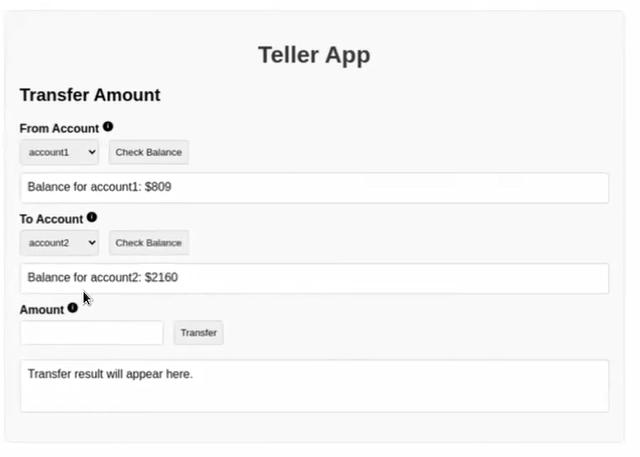 Teller App
Transfer Amount
From Account
account1 Check Balance
Balance for account1: $809
To Account
account2 Check Balance
Balance for account2: $2160
Amount
Transfer
Transfer result will appear here.